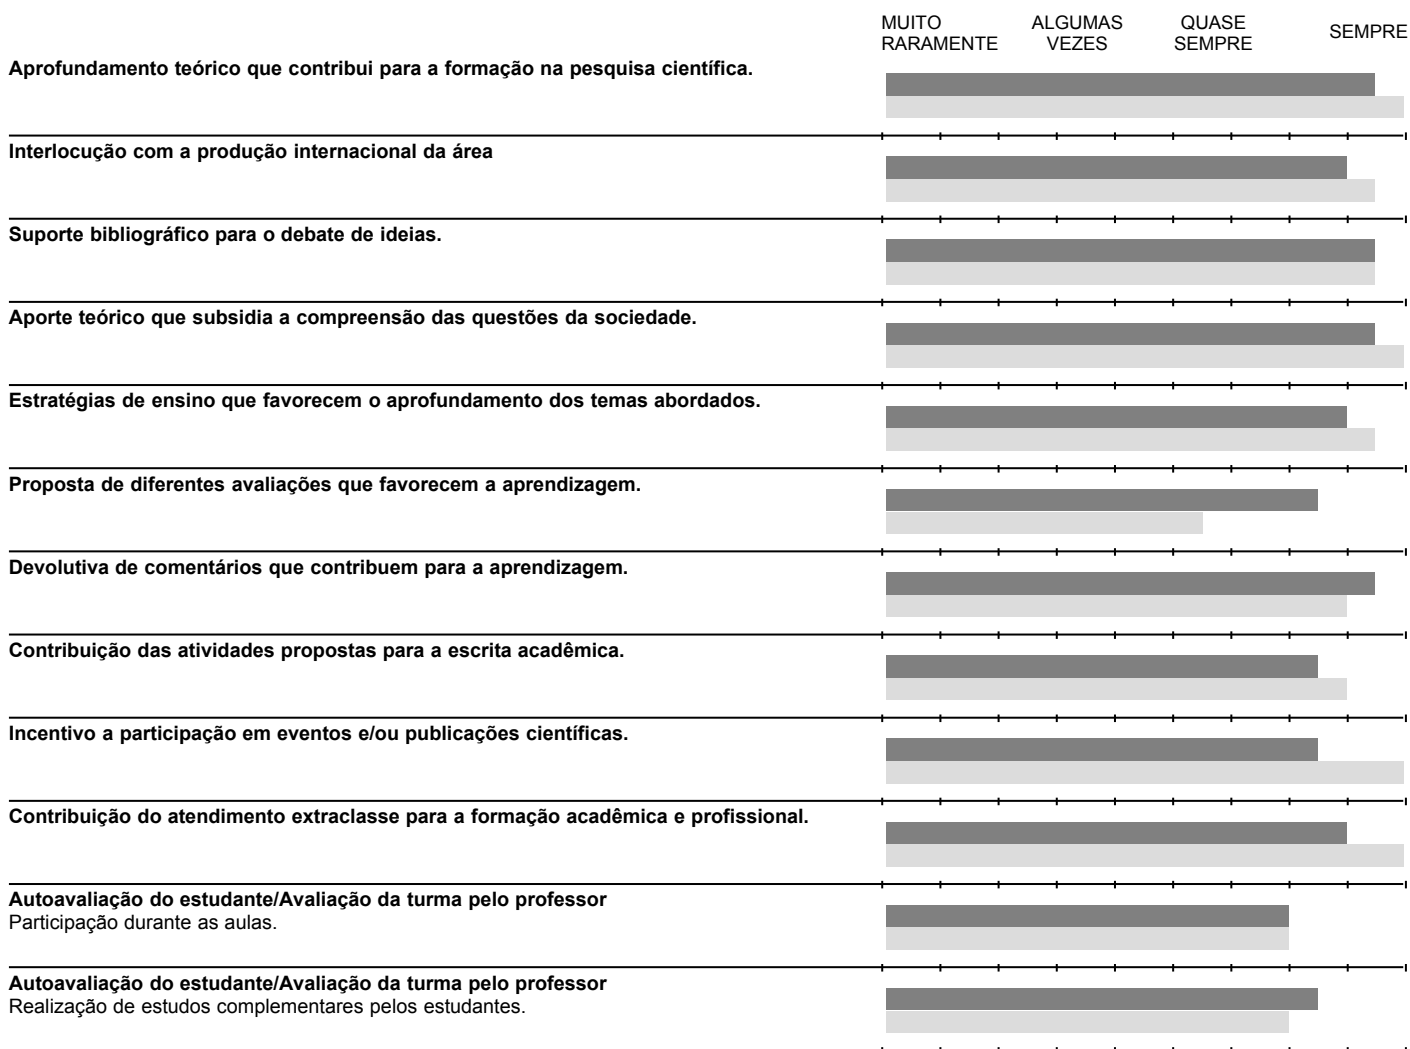 MUITO RARAMENTE
ALGUMAS VEZES
QUASE SEMPRE
SEMPRE
Aprofundamento teórico que contribui para a formação na pesquisa científica.
Interlocução com a produção internacional da área
Suporte bibliográfico para o debate de ideias.
Aporte teórico que subsidia a compreensão das questões da sociedade.
Estratégias de ensino que favorecem o aprofundamento dos temas abordados.
Proposta de diferentes avaliações que favorecem a aprendizagem.
Devolutiva de comentários que contribuem para a aprendizagem.
Contribuição das atividades propostas para a escrita acadêmica.
Incentivo a participação em eventos e/ou publicações científicas.
Contribuição do atendimento extraclasse para a formação acadêmica e profissional.
Autoavaliação do estudante/Avaliação da turma pelo professor
Participação durante as aulas.
Autoavaliação do estudante/Avaliação da turma pelo professor
Realização de estudos complementares pelos estudantes.